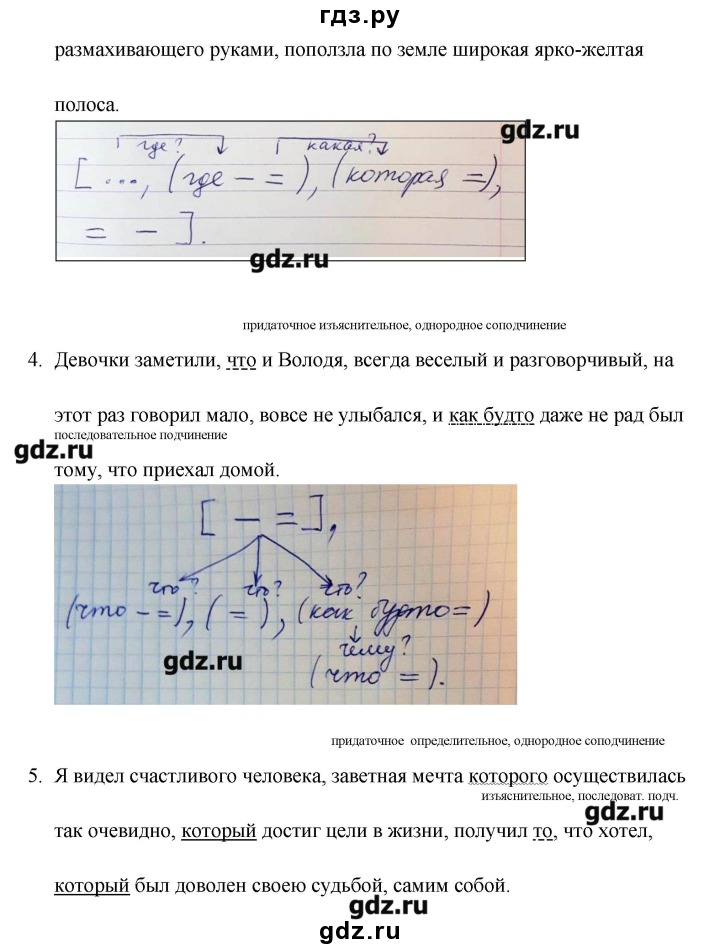 гдз.ру
размахивающего руками, поползла по земле широкая ярко-желтая
gdz.ru
полоса.
где? какая?
[ ..., (где – =), (которая =),
= – ].
gdz.ru
придаточное изъяснительное, однородное соподчинение
4. Девочки заметили, что и Володя, всегда веселый и разговорчивый, на
этот раз говорил мало, вовсе не улыбался, и как будто даже не рад был
последовательное подчинение
gdz.ru gdz.ru
тому, что приехал домой.
[ – = ],
что? что? что?
(что – =), ( = ), (как будто =)
gdz.ru
чему?
(что = ).
придаточное определительное, однородное соподчинение
5. Я видел счастливого человека, заветная мечта которого осуществилась
изъяснительное, последоват. подч.
gdz.ru
так очевидно, который достиг цели в жизни, получил то, что хотел,
который был доволен своею судьбой, самим собой.
gdz.ru
гдз.ру